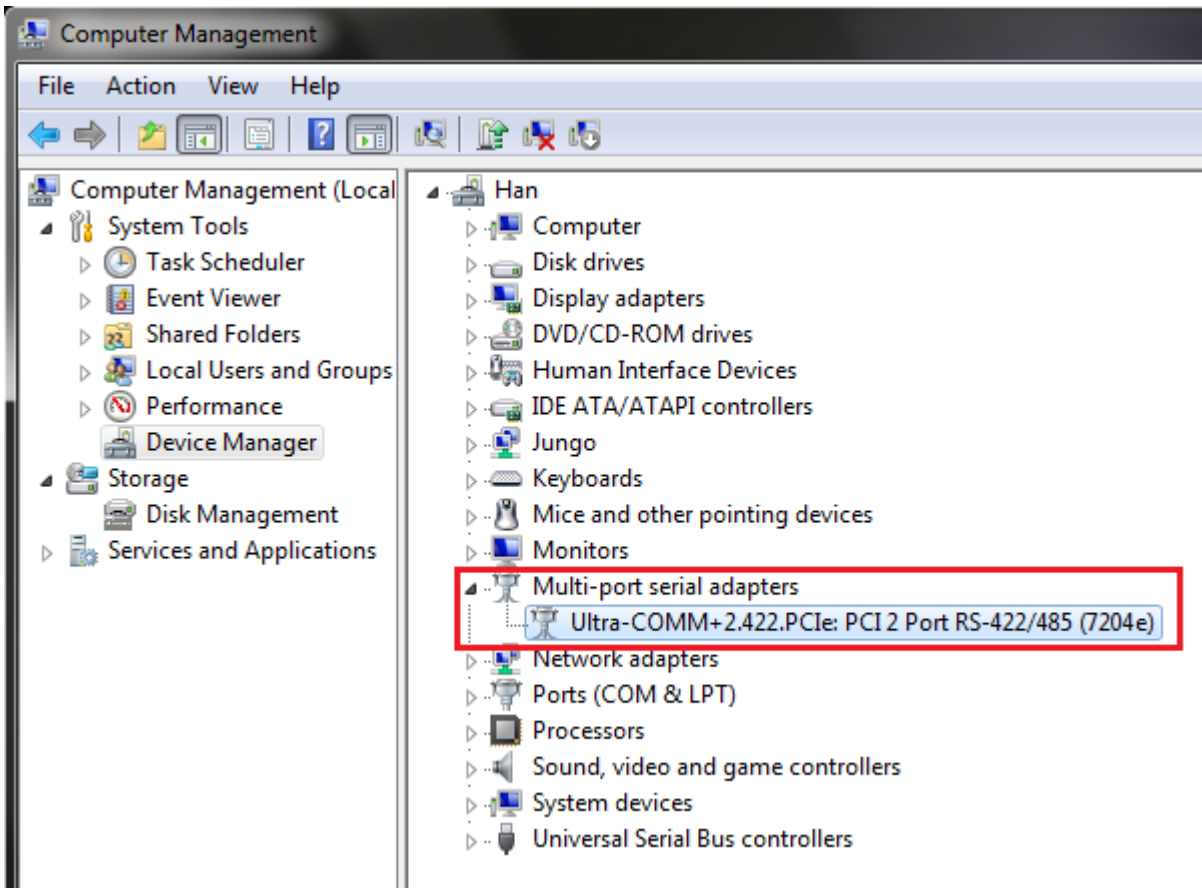 Computer Management
File Action View Help
Computer Management (Local
System Tools
Task Scheduler
Event Viewer
Shared Folders
Local Users and Groups
Performance
Device Manager
Storage
Disk Management
Services and Applications
Han
Computer
Disk drives
Display adapters
DVD/CD-ROM drives
Human Interface Devices
IDE ATA/ATAPI controllers
Jungo
Keyboards
Mice and other pointing devices
Monitors
Multi-port serial adapters
Ultra-COMM+2.422.PCIe: PCI 2 Port RS-422/485 (7204e)
Network adapters
Ports (COM & LPT)
Processors
Sound, video and game controllers
System devices
Universal Serial Bus controllers